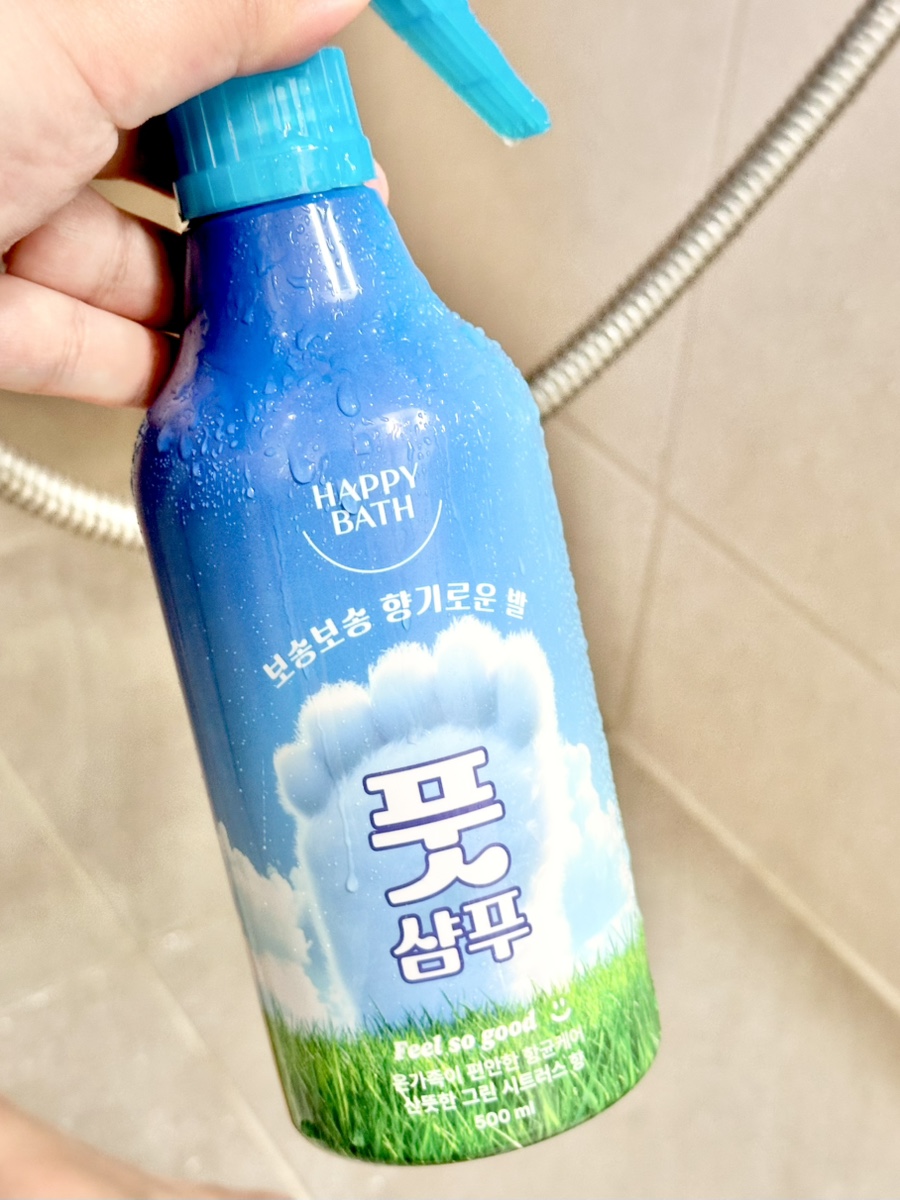 HAPPY
BATH
보송보송 향기로운 발
풋
샴푸
Feel so good
온가족이 편안한 향균케어
산뜻한 그린 시트러스 향
500 ml